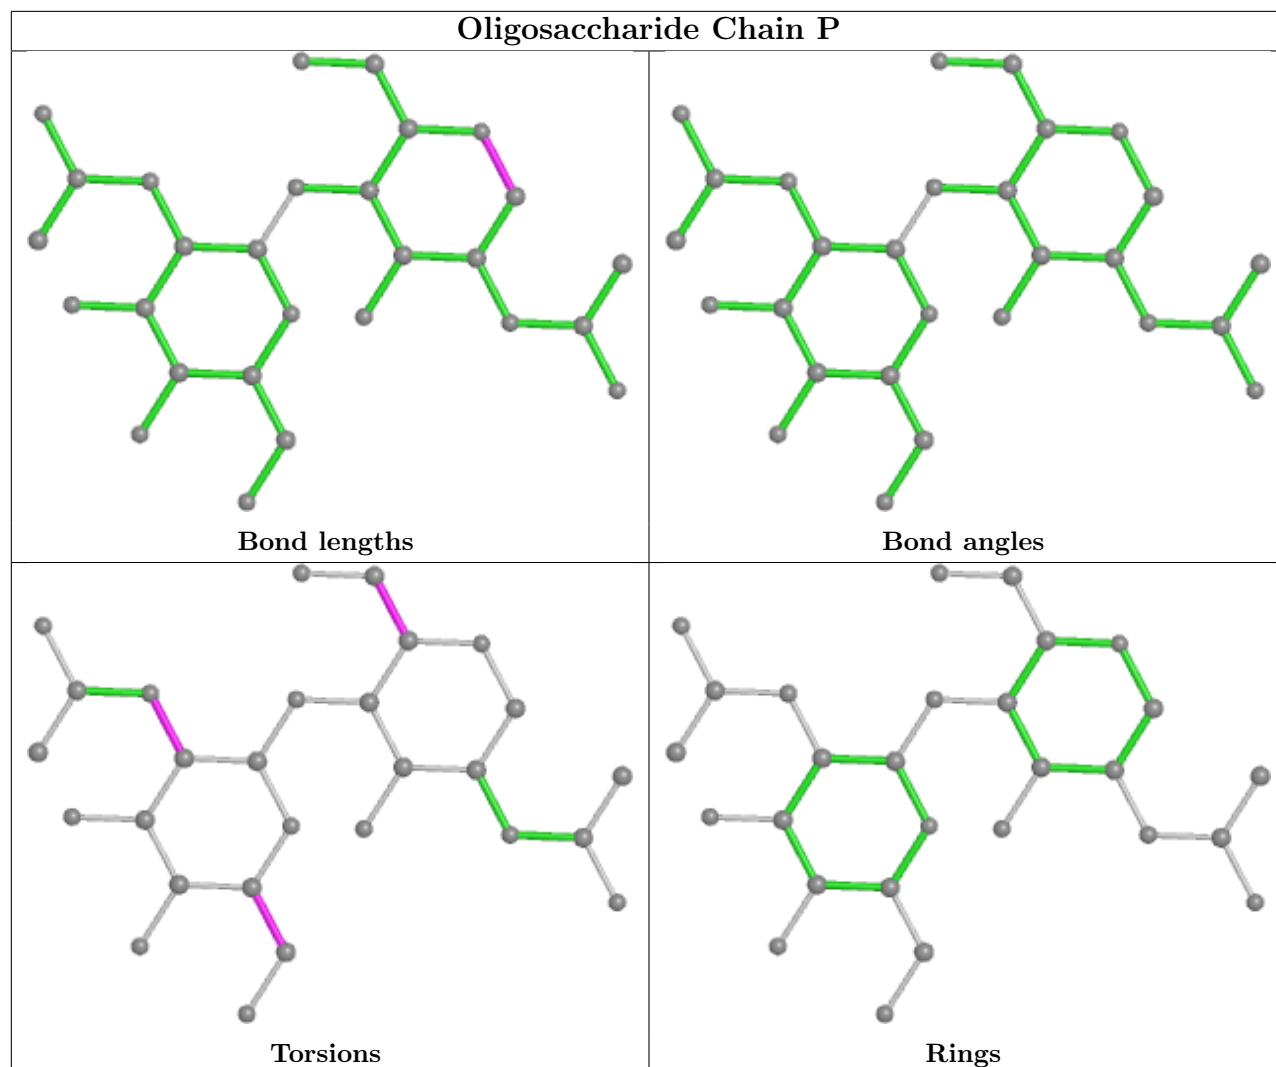 Oligosaccharide Chain P
Bond lengths
Bond angles
Torsions
Rings